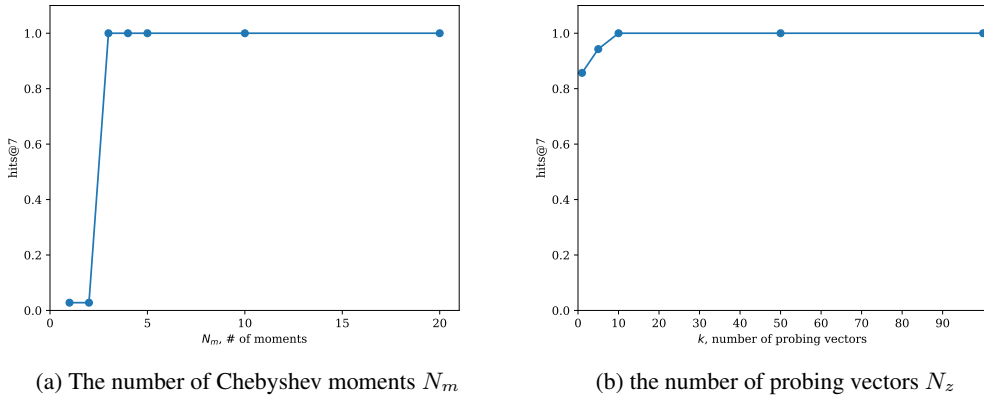 1.0
0.8
0.6
0.4
0.2
0.0
hits@7
0 5 10 15 20
N_m, # of moments
(a) The number of Chebyshev moments N_m
1.0
0.8
0.6
0.4
0.2
0.0
hits@7
0 10 20 30 40 50 60 70 80 90
k, number of probing vectors
(b) the number of probing vectors N_z